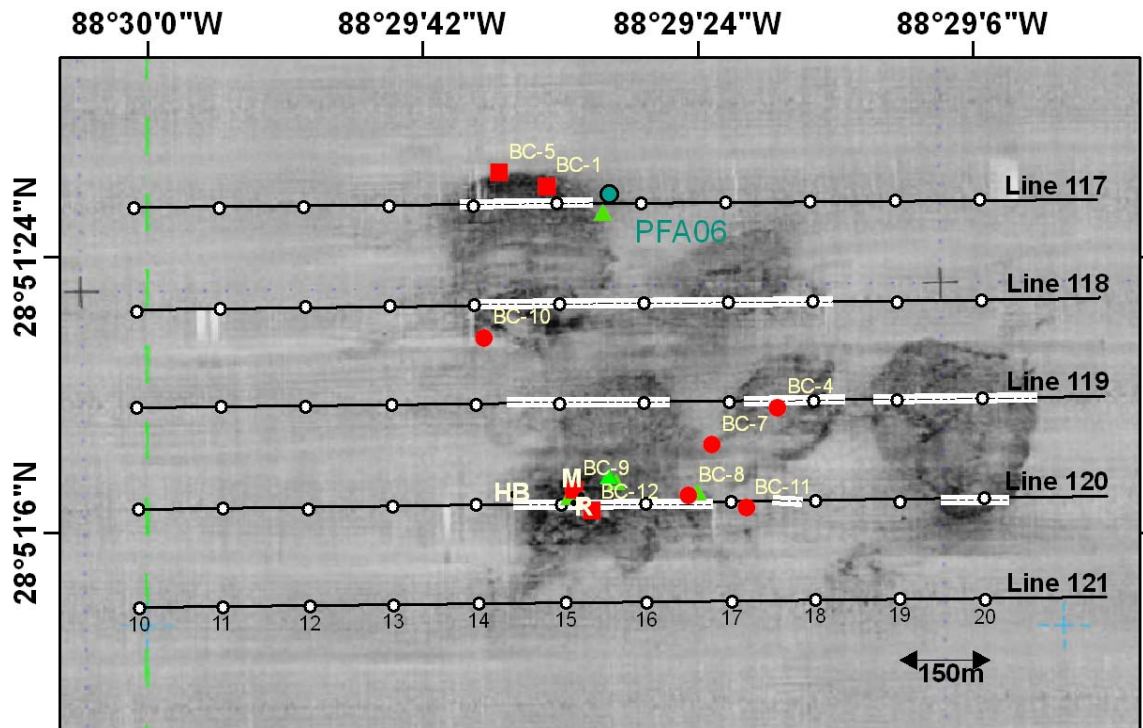 88°30'0"W 88°29'42"W 88°29'24"W 88°29'6"W
BC-5
BC-1
Line 117
PFA06
28°51'24"N
Line 118
BC-10
Line 119
BC-4
BC-7
BC-9
M
BC-8
HB
BC-12
R
BC-11
Line 120
28°51'6"N
Line 121
10 11 12 13 14 15 16 17 18 19 20
150m